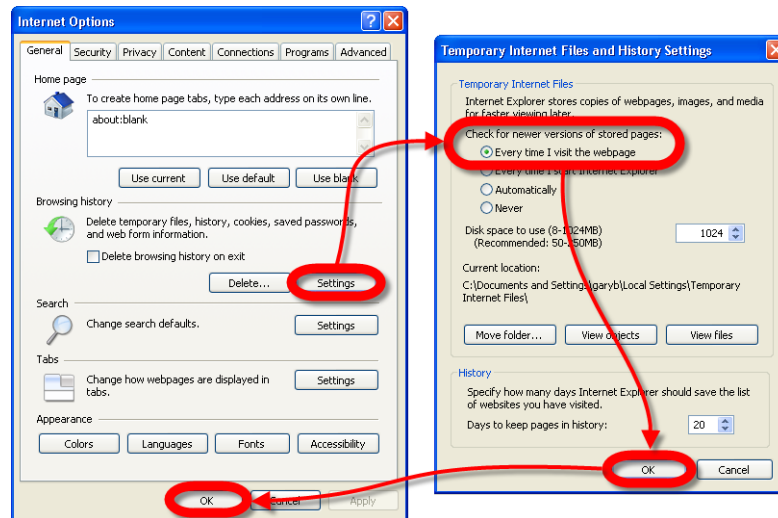 Internet Options
General Security Privacy Content Connections Programs Advanced
Home page
To create home page tabs, type each address on its own line.
about:blank
Use current Use default Use blank
Browsing history
Delete temporary files, history, cookies, saved passwords,
and web form information.
Delete browsing history on exit
Delete... Settings
Search
Change search defaults. Settings
Tabs
Change how webpages are displayed in
tabs.
Settings
Appearance
Colors Languages Fonts Accessibility
OK Cancel Apply
Temporary Internet Files and History Settings
Temporary Internet Files
Internet Explorer stores copies of webpages, images, and media
for faster viewing later.
Check for newer versions of stored pages:
Every time I visit the webpage
Every time I start Internet Explorer
Automatically
Never
Disk space to use (8-1024MB) 1024
(Recommended: 50-250MB)
Current location:
C:\Documents and Settings\garyb\Local Settings\Temporary
Internet Files\
Move folder... View objects View files
History
Specify how many days Internet Explorer should save the list
of websites you have visited.
Days to keep pages in history: 20
OK Cancel